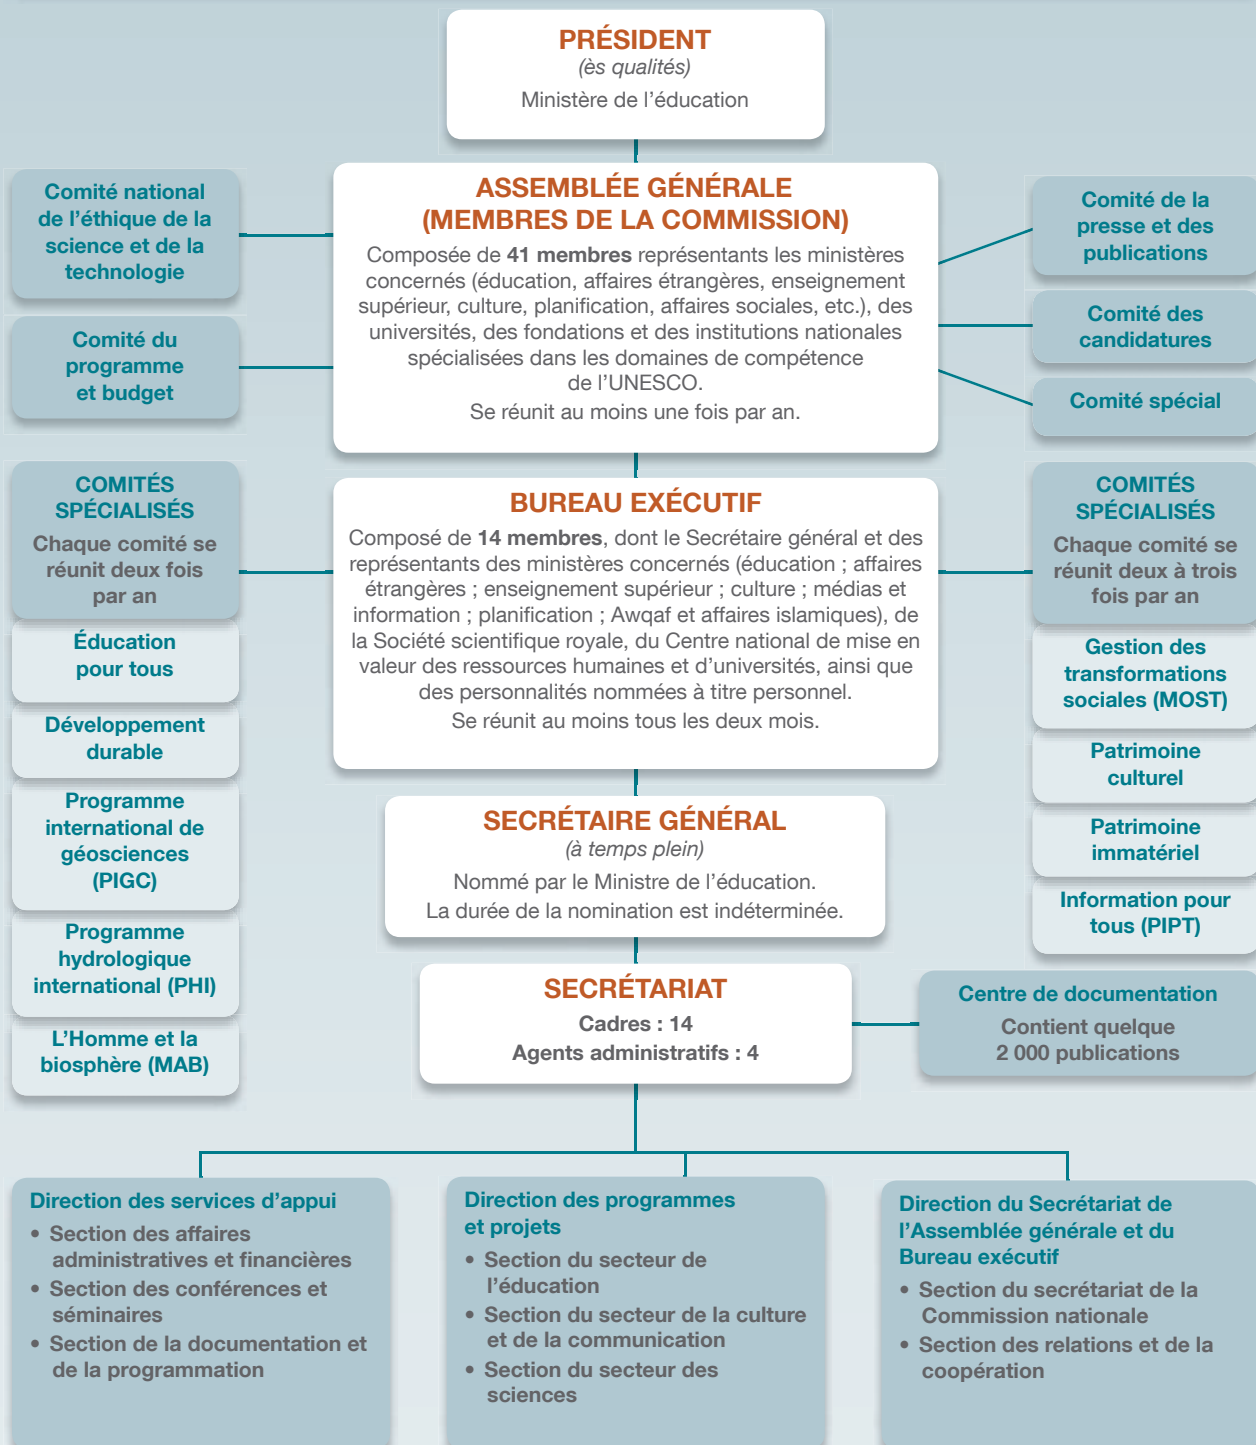 PRÉSIDENT
(ès qualités)
Ministère de l’éducation
Comité national
de l’éthique de la
science et de la
technologie
Comité du
programme
et budget
ASSEMBLÉE GÉNÉRALE
(MEMBRES DE LA COMMISSION)
Composée de 41 membres représentants les ministères
concernés (éducation, affaires étrangères, enseignement
supérieur, culture, planification, affaires sociales, etc.), des
universités, des fondations et des institutions nationales
spécialisées dans les domaines de compétence
de l’UNESCO.
Se réunit au moins une fois par an.
Comité de la
presse et des
publications
Comité des
candidatures
Comité spécial
COMITÉS
SPÉCIALISÉS
Chaque comité se
réunit deux fois
par an
Éducation
pour tous
Développement
durable
Programme
international de
géosciences
(PIGC)
Programme
hydrologique
international (PHI)
L’Homme et la
biosphère (MAB)
BUREAU EXÉCUTIF
Composé de 14 membres, dont le Secrétaire général et des
représentants des ministères concernés (éducation ; affaires
étrangères ; enseignement supérieur ; culture ; médias et
information ; planification ; Awqaf et affaires islamiques), de
la Société scientifique royale, du Centre national de mise en
valeur des ressources humaines et d’universités, ainsi que
des personnalités nommées à titre personnel.
Se réunit au moins tous les deux mois.
COMITÉS
SPÉCIALISÉS
Chaque comité se
réunit deux à trois
fois par an
Gestion des
transformations
sociales (MOST)
Patrimoine
culturel
Patrimoine
immatériel
Information pour
tous (PIPT)
SECRÉTAIRE GÉNÉRAL
(à temps plein)
Nommé par le Ministre de l’éducation.
La durée de la nomination est indéterminée.
SECRÉTARIAT
Cadres : 14
Agents administratifs : 4
Centre de documentation
Contient quelque
2 000 publications
Direction des services d’appui
• Section des affaires
administratives et financières
• Section des conférences et
séminaires
• Section de la documentation et
de la programmation
Direction des programmes
et projets
• Section du secteur de
l’éducation
• Section du secteur de la culture
et de la communication
• Section du secteur des
sciences
Direction du Secrétariat de
l’Assemblée générale et du
Bureau exécutif
• Section du secrétariat de la
Commission nationale
• Section des relations et de la
coopération